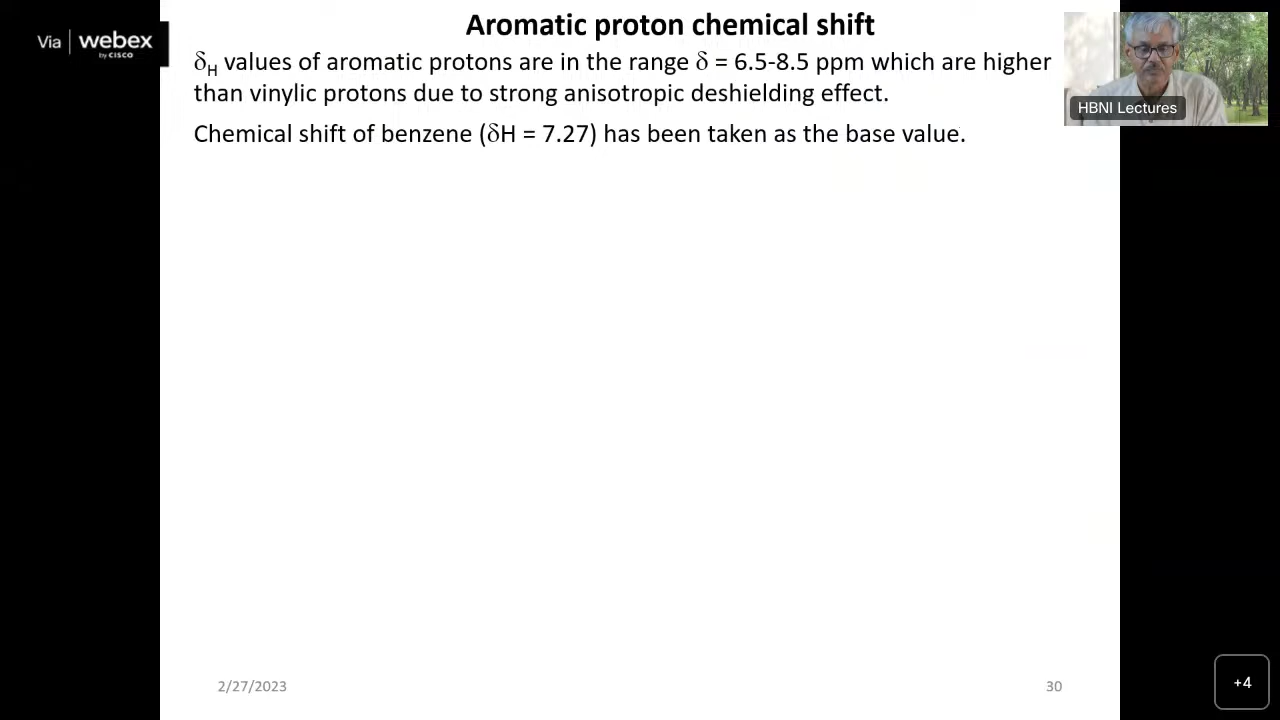 Via webex
by CISCO
Aromatic proton chemical shift
δH values of aromatic protons are in the range δ = 6.5-8.5 ppm which are higher
than vinylic protons due to strong anisotropic deshielding effect.
Chemical shift of benzene (δH = 7.27) has been taken as the base value.
HBNI Lectures
2/27/2023
30
+4